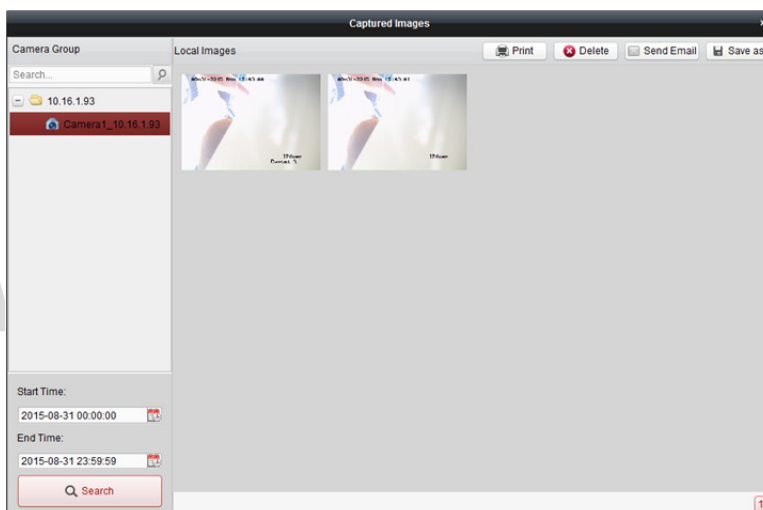 Captured Images
Camera Group
Local Images
Print
Delete
Send Email
Save as
Search...
10.16.1.93
Camera1_10.16.1.93
Start Time:
2015-08-31 00:00:00
End Time:
2015-08-31 23:59:59
Search
1